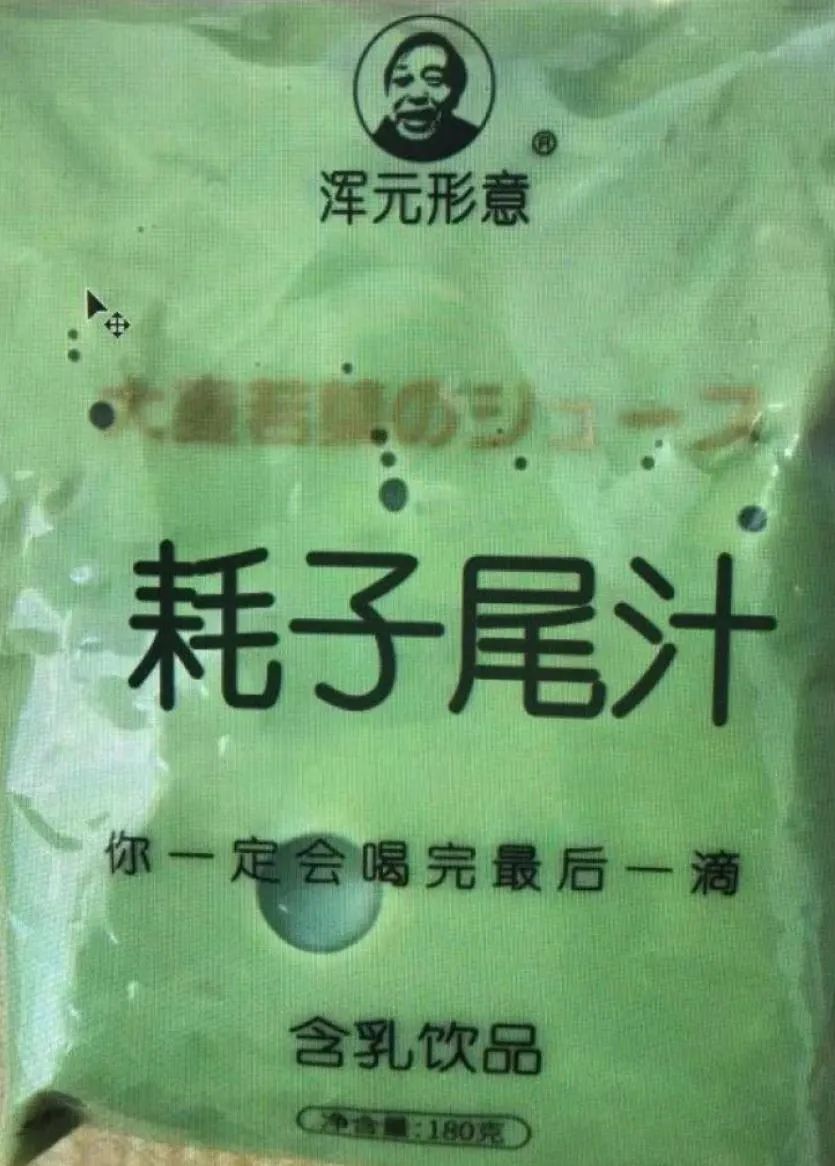 ®
浑元形意
耗子尾汁
你一定会喝完最后一滴
含乳饮品
净含量:180克